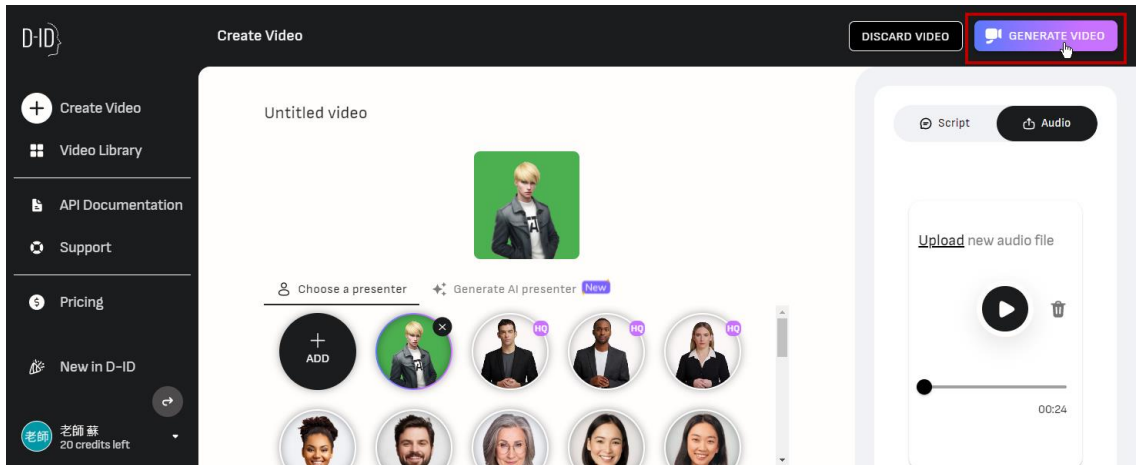 D-ID
Create Video
DISCARD VIDEO
GENERATE VIDEO
Create Video
Video Library
API Documentation
Support
Pricing
New in D-ID
老師
老師 蘇
20 credits left
Untitled video
Choose a presenter
Generate AI presenter
New
ADD
HQ
HQ
HQ
Script
Audio
Upload new audio file
00:24